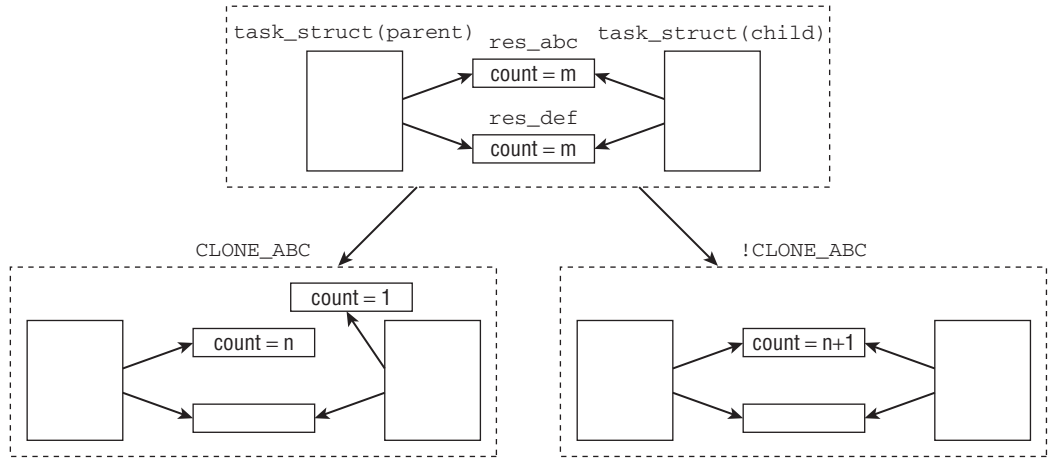 task_struct(parent) res_abc task_struct(child)
count = m
res_def
count = m
CLONE_ABC !CLONE_ABC
count = 1
count = n
count = n+1